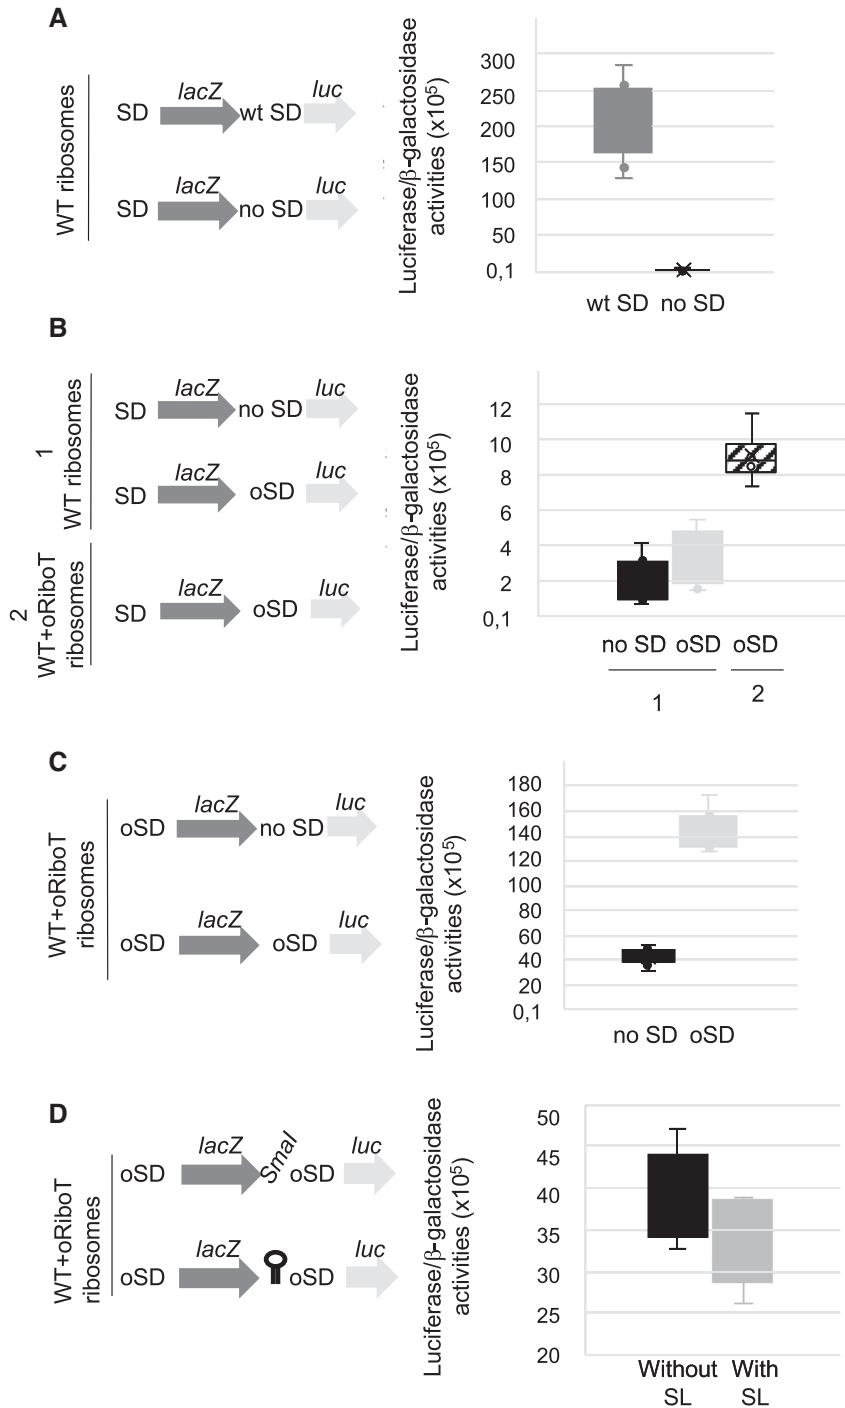 A
WT ribosomes
SD lacZ wt SD luc
SD lacZ no SD luc
Luciferase/β-galactosidase
activities (x10⁵)
300
250
200
150
100
50
0,1
wt SD no SD
B
1
WT ribosomes
SD lacZ no SD luc
SD lacZ oSD luc
2
WT+oRiboT
ribosomes
SD lacZ oSD luc
Luciferase/β-galactosidase
activities (x10⁵)
12
10
8
6
4
2
0,1
no SD oSD oSD
1 2
C
WT+oRiboT
ribosomes
oSD lacZ no SD luc
oSD lacZ oSD luc
Luciferase/β-galactosidase
activities (x10⁵)
180
160
140
120
100
80
60
40
20
0,1
no SD oSD
D
WT+oRiboT
ribosomes
oSD lacZ SmaI oSD luc
oSD lacZ oSD luc
Luciferase/β-galactosidase
activities (x10⁵)
50
45
40
35
30
25
20
Without With
SL SL